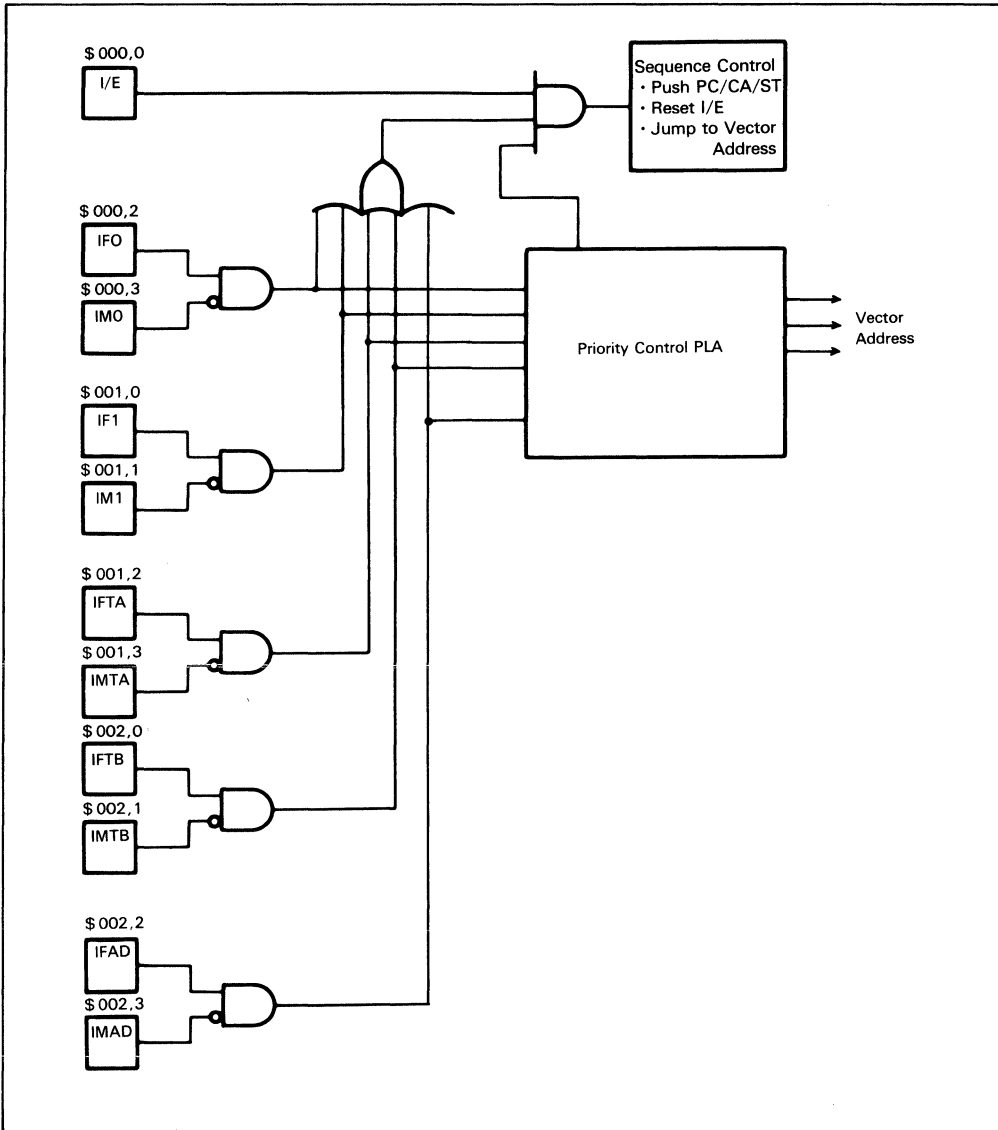 $000,0
I/E
Sequence Control
· Push PC/CA/ST
· Reset I/E
· Jump to Vector
Address
$000,2
IF0
$000,3
IM0
Priority Control PLA
Vector
Address
$001,0
IF1
$001,1
IM1
$001,2
IFTA
$001,3
IMTA
$002,0
IFTB
$002,1
IMTB
$002,2
IFAD
$002,3
IMAD